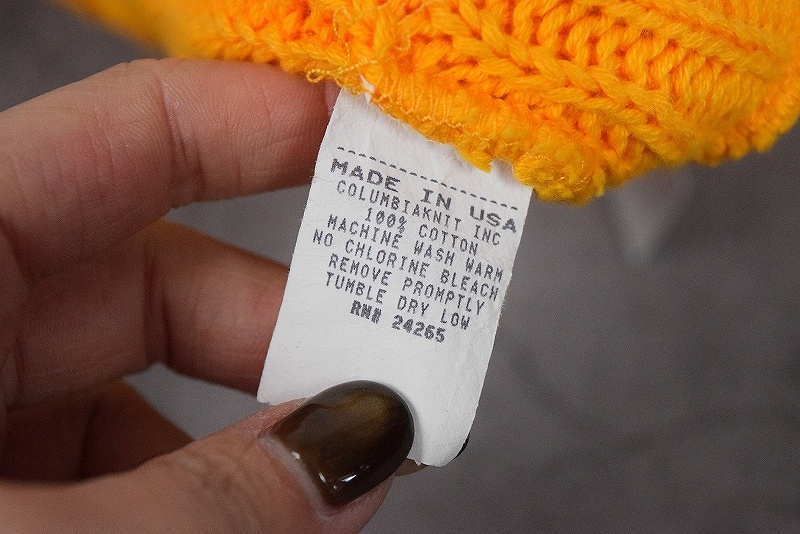 MADE IN USA
COLUMBIAKNIT INC
100% COTTON
MACHINE WASH WARM
NO CHLORINE BLEACH
REMOVE PROMPTLY
TUMBLE DRY LOW
RN# 24265